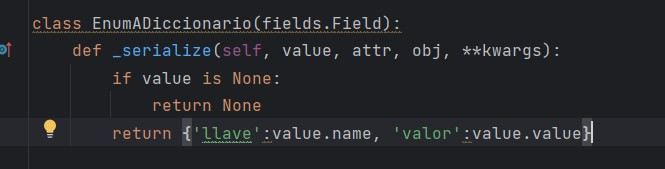 class EnumADiccionario(fields.Field):
    def _serialize(self, value, attr, obj, **kwargs):
        if value is None:
            return None
        return {'llave':value.name, 'valor':value.value}